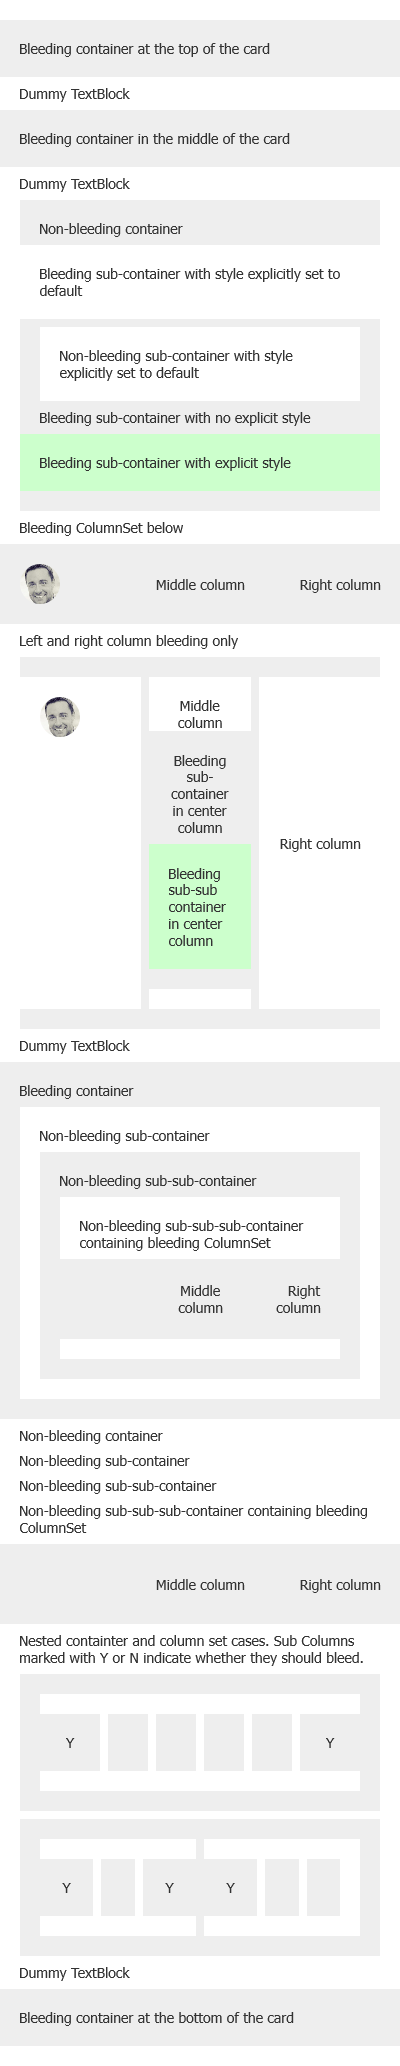 Bleeding container at the top of the card
Dummy TextBlock
Bleeding container in the middle of the card
Dummy TextBlock
Non-bleeding container
Bleeding sub-container with style explicitly set to
default
Non-bleeding sub-container with style
explicitly set to default
Bleeding sub-container with no explicit style
Bleeding sub-container with explicit style
Bleeding ColumnSet below
Middle column
Right column
Left and right column bleeding only
Middle
column
Bleeding
sub-
container
in center
column
Bleeding
sub-sub
container
in center
column
Right column
Dummy TextBlock
Bleeding container
Non-bleeding sub-container
Non-bleeding sub-sub-container
Non-bleeding sub-sub-sub-container
containing bleeding ColumnSet
Middle
column
Right
column
Non-bleeding container
Non-bleeding sub-container
Non-bleeding sub-sub-container
Non-bleeding sub-sub-sub-container containing bleeding
ColumnSet
Middle column
Right column
Nested containter and column set cases. Sub Columns
marked with Y or N indicate whether they should bleed.
Y
Y
Y
Y
Y
Dummy TextBlock
Bleeding container at the bottom of the card